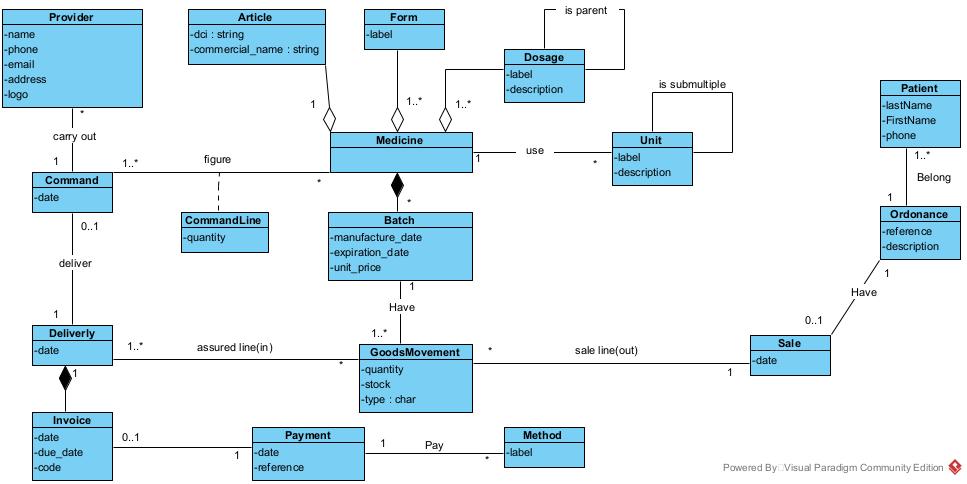 Provider
-name
-phone
-email
-address
-logo
Article
-dci : string
-commercial_name : string
Form
-label
is parent
Dosage
-label
-description
is submultiple
Patient
-lastName
-FirstName
-phone
*
carry out
1
1
1..*
1..*
Medicine
1
use
*
Unit
-label
-description
1..*
Belong
1
1..*
figure
*
Command
-date
CommandLine
-quantity
*
Batch
-manufacture_date
-expiration_date
-unit_price
Ordonance
-reference
-description
0..1
deliver
1
1
Have
1..*
1
Have
0..1
Deliverly
-date
1..*
assured line(in)
*
GoodsMovement
-quantity
-stock
-type : char
*
sale line(out)
1
Sale
-date
1
Invoice
-date
-due_date
-code
0..1
1
Payment
-date
-reference
1
Pay
*
Method
-label
Powered By Visual Paradigm Community Edition